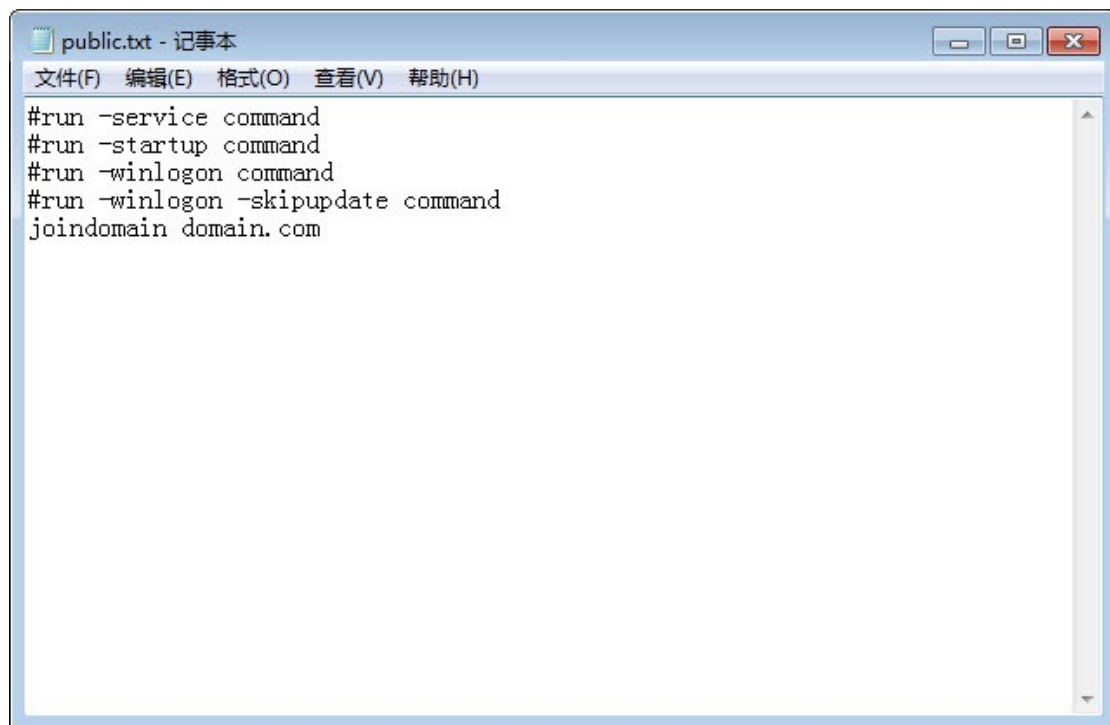 public.txt - 记事本
文件(F) 编辑(E) 格式(O) 查看(V) 帮助(H)
#run -service command
#run -startup command
#run -winlogon command
#run -winlogon -skipupdate command
joindomain domain.com